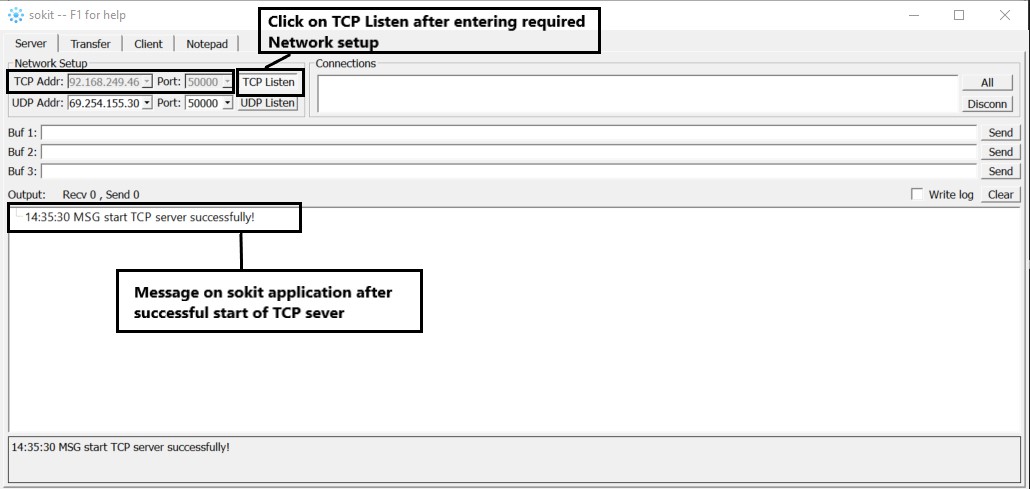 sokit -- F1 for help
Click on TCP Listen after entering required
Network setup
Server Transfer Client Notepad
Network Setup
TCP Addr: 92.168.249.46 Port: 50000 TCP Listen
UDP Addr: 69.254.155.30 Port: 50000 UDP Listen
Connections
All
Disconn
Buf 1: Send
Buf 2: Send
Buf 3: Send
Output: Recv 0 , Send 0 Write log Clear
14:35:30 MSG start TCP server successfully!
Message on sokit application after
successful start of TCP sever
14:35:30 MSG start TCP server successfully!